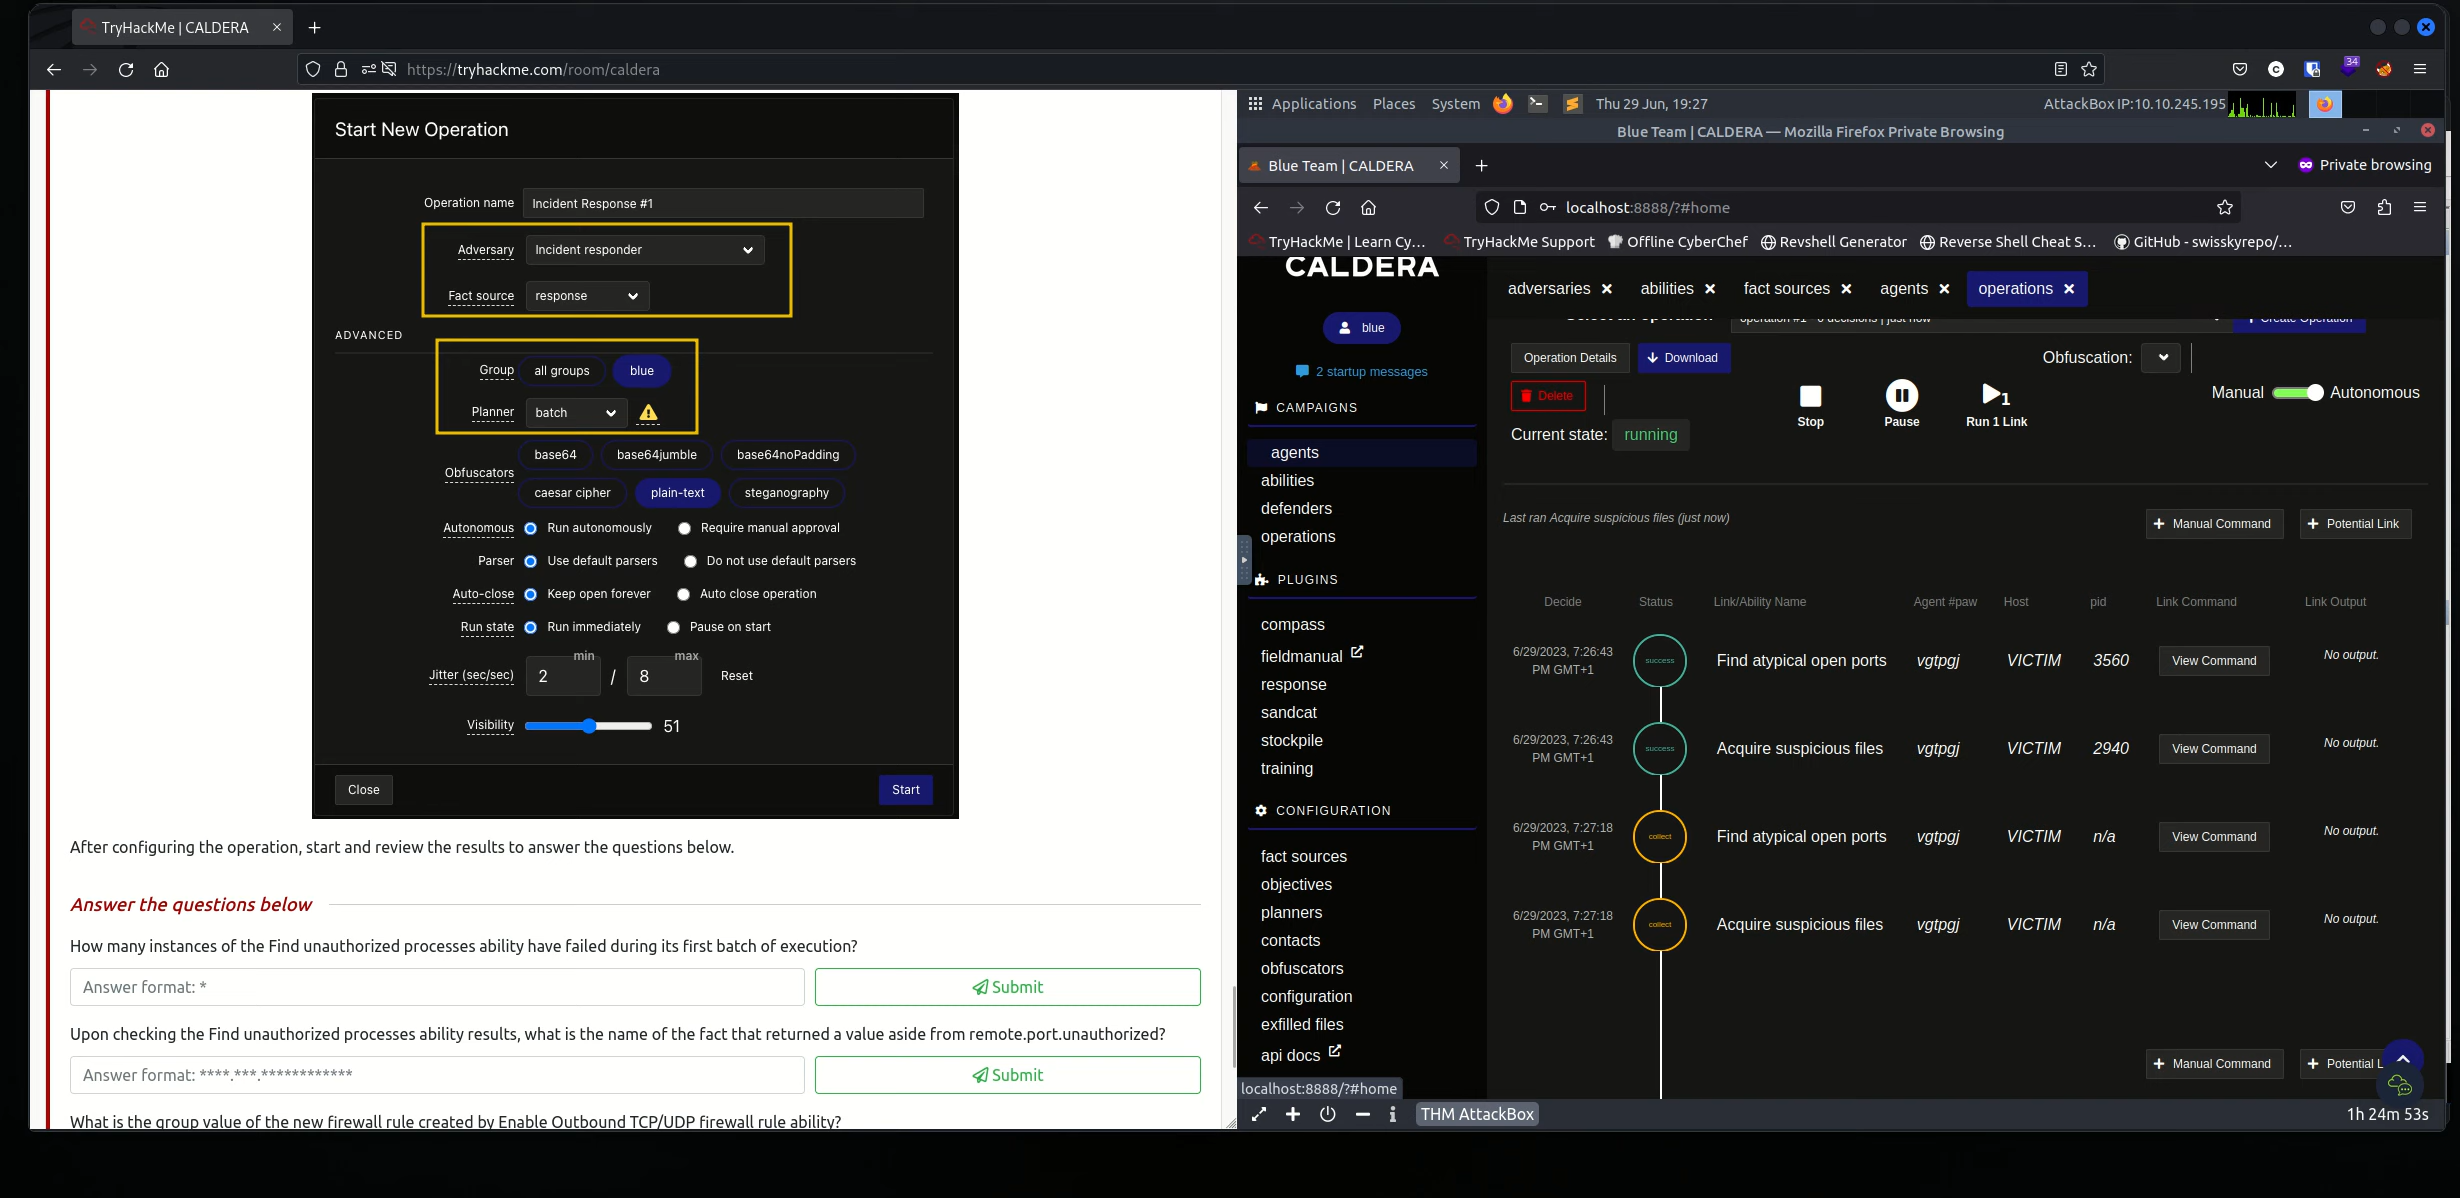 TryHackMe | CALDERA
https://tryhackme.com/room/caldera
34
Start New Operation
Operation name
Incident Response #1
Adversary
Incident responder
Fact source
response
ADVANCED
Group
all groups
blue
Planner
batch
Obfuscators
base64
base64jumble
base64noPadding
caesar cipher
plain-text
steganography
Autonomous
Run autonomously
Require manual approval
Parser
Use default parsers
Do not use default parsers
Auto-close
Keep open forever
Auto close operation
Run state
Run immediately
Pause on start
Jitter (sec/sec)
min
2
/
max
8
Reset
Visibility
51
Close
Start
After configuring the operation, start and review the results to answer the questions below.
Answer the questions below
How many instances of the Find unauthorized processes ability have failed during its first batch of execution?
Answer format: *
Submit
Upon checking the Find unauthorized processes ability results, what is the name of the fact that returned a value aside from remote.port.unauthorized?
Answer format: ****.***.************
Submit
What is the group value of the new firewall rule created by Enable Outbound TCP/UDP firewall rule ability?
Applications
Places
System
Thu 29 Jun, 19:27
AttackBox IP:10.10.245.195
Blue Team | CALDERA — Mozilla Firefox Private Browsing
Blue Team | CALDERA
Private browsing
localhost:8888/?#home
TryHackMe | Learn Cy...
TryHackMe Support
Offline CyberChef
Revshell Generator
Reverse Shell Cheat S...
GitHub - swisskyrepo/...
CALDERA
blue
2 startup messages
CAMPAIGNS
agents
abilities
defenders
operations
PLUGINS
compass
fieldmanual
response
sandcat
stockpile
training
CONFIGURATION
fact sources
objectives
planners
contacts
obfuscators
configuration
exfilled files
api docs
localhost:8888/?#home
adversaries
abilities
fact sources
agents
operations
Select an operation
operation #1 - 0 decisions | just now
Create Operation
Operation Details
Download
Obfuscation:
Delete
Stop
Pause
1
Run 1 Link
Manual
Autonomous
Current state: running
Last ran Acquire suspicious files (just now)
Manual Command
Potential Link
Decide Status Link/Ability Name Agent #paw Host pid Link Command Link Output
6/29/2023, 7:26:43 PM GMT+1 success Find atypical open ports vgtpgj VICTIM 3560 View Command No output.
6/29/2023, 7:26:43 PM GMT+1 success Acquire suspicious files vgtpgj VICTIM 2940 View Command No output.
6/29/2023, 7:27:18 PM GMT+1 collect Find atypical open ports vgtpgj VICTIM n/a View Command No output.
6/29/2023, 7:27:18 PM GMT+1 collect Acquire suspicious files vgtpgj VICTIM n/a View Command No output.
Manual Command
Potential L
THM AttackBox
1h 24m 53s